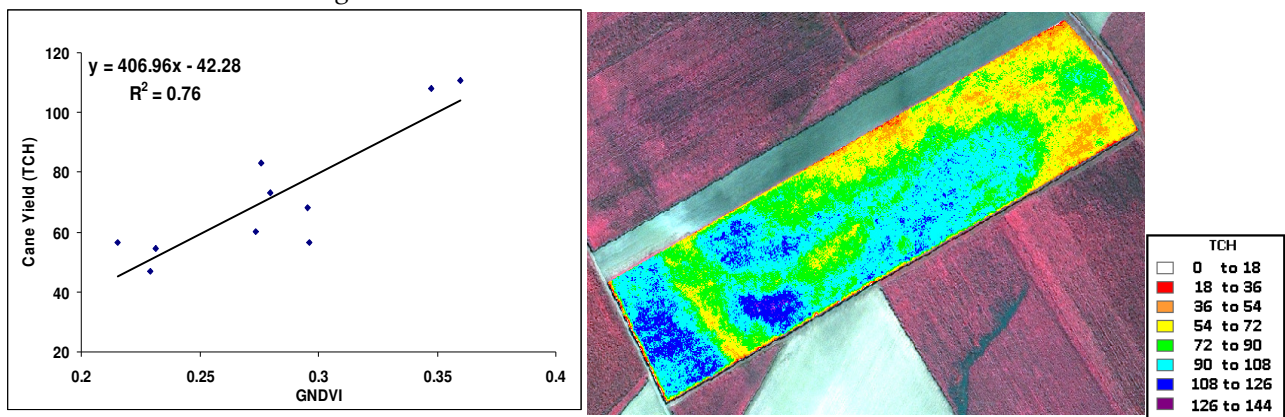 y = 406.96x - 42.28
R² = 0.76
Cane Yield (TCH)
120
100
80
60
40
20
0.2
0.25
0.3
0.35
0.4
GNDVI
TCH
0 to 18
18 to 36
36 to 54
54 to 72
72 to 90
90 to 108
108 to 126
126 to 144